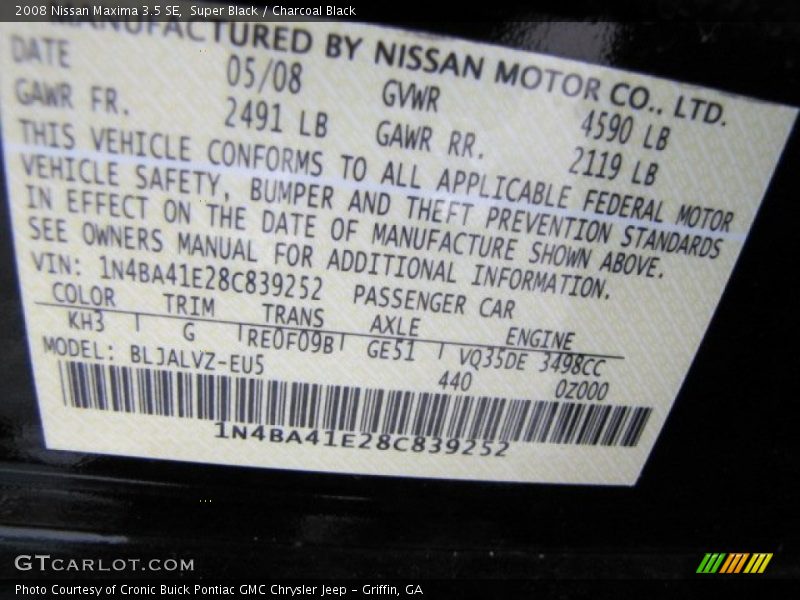 2008 Nissan Maxima 3.5 SE, Super Black / Charcoal Black
MANUFACTURED BY NISSAN MOTOR CO., LTD.
DATE 05/08 GVWR 4590 LB
GAWR FR. 2491 LB GAWR RR. 2119 LB
THIS VEHICLE CONFORMS TO ALL APPLICABLE FEDERAL MOTOR
VEHICLE SAFETY, BUMPER AND THEFT PREVENTION STANDARDS
IN EFFECT ON THE DATE OF MANUFACTURE SHOWN ABOVE.
SEE OWNERS MANUAL FOR ADDITIONAL INFORMATION.
VIN: 1N4BA41E28C839252 PASSENGER CAR
COLOR TRIM TRANS AXLE ENGINE
KH3 G RE0F09B GE51 VQ35DE 3498CC
MODEL: BLJALVZ-EU5 440 0Z000
1N4BA41E28C839252
GTCARLOT.COM
Photo Courtesy of Cronic Buick Pontiac GMC Chrysler Jeep - Griffin, GA